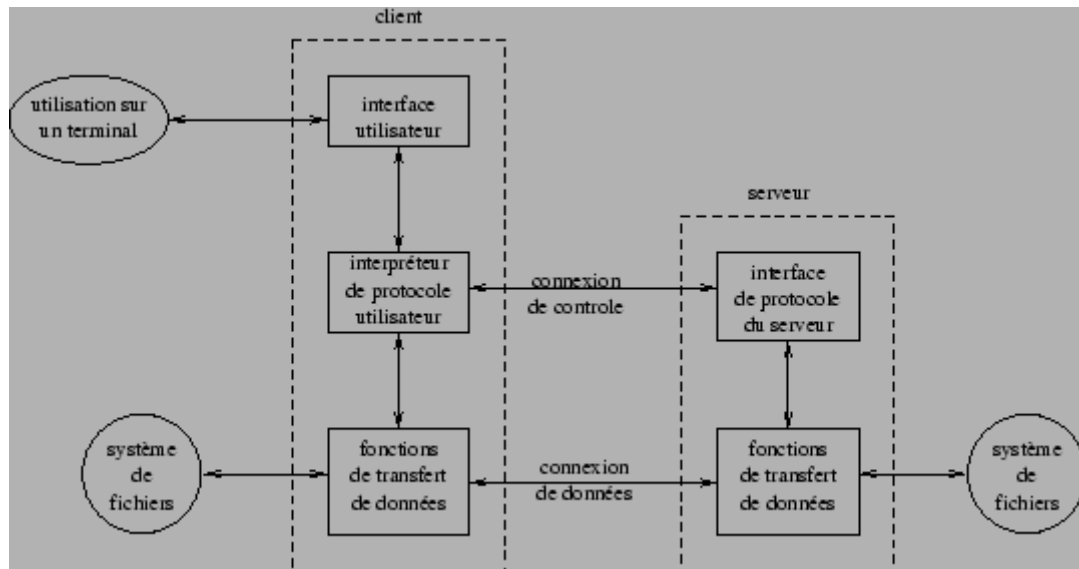 client
utilisation sur
un terminal
interface
utilisateur
serveur
interpréteur
de protocole
utilisateur
connexion
de controle
interface
de protocole
du serveur
système
de
fichiers
fonctions
de transfert
de données
connexion
de données
fonctions
de transfert
de données
système
de
fichiers